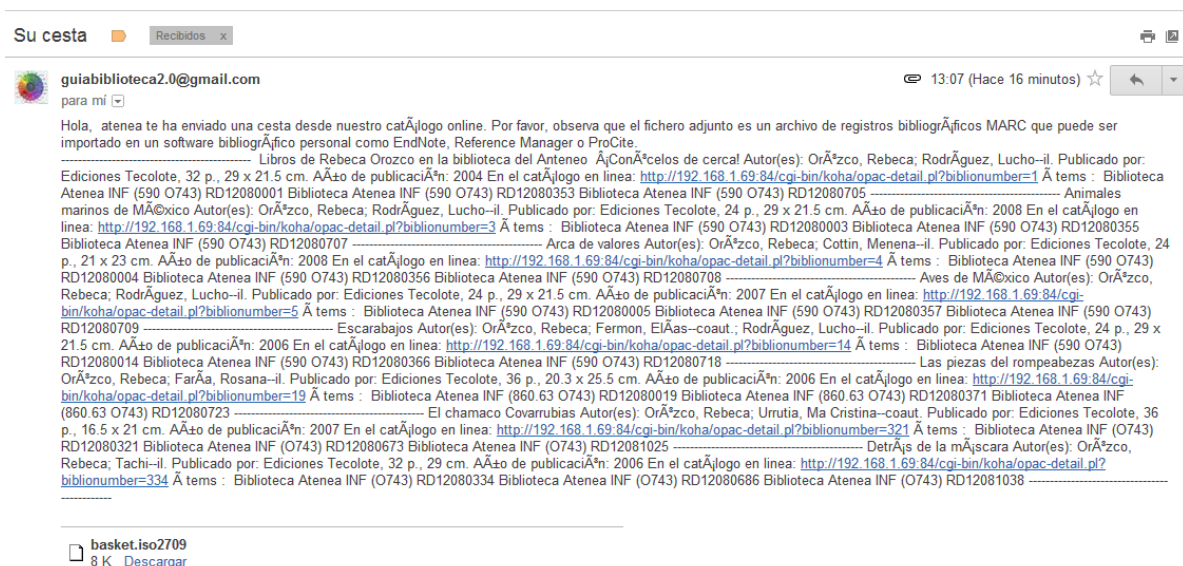 Su cesta Recibidos x
guiabiblioteca2.0@gmail.com 13:07 (Hace 16 minutos)
para mí
Hola, atenea te ha enviado una cesta desde nuestro catÃ¡logo online. Por favor, observa que el fichero adjunto es un archivo de registros bibliogrÃ¡ficos MARC que puede ser
importado en un software bibliogrÃ¡fico personal como EndNote, Reference Manager o ProCite.
--------------------------------------------- Libros de Rebeca Orozco en la biblioteca del Anteneo Â¡ConÃªcelos de cerca! Autor(es): OrÃªzco, Rebeca; RodrÃ­guez, Lucho--il. Publicado por:
Ediciones Tecolote, 32 p., 29 x 21.5 cm. AÃ±o de publicaciÃªn: 2004 En el catÃ¡logo en linea: http://192.168.1.69:84/cgi-bin/koha/opac-detail.pl?biblionumber=1 Ã tems : Biblioteca
Atenea INF (590 O743) RD12080001 Biblioteca Atenea INF (590 O743) RD12080353 Biblioteca Atenea INF (590 O743) RD12080705 --------------------------------------------- Animales
marinos de MÃ©xico Autor(es): OrÃªzco, Rebeca; RodrÃ­guez, Lucho--il. Publicado por: Ediciones Tecolote, 24 p., 29 x 21.5 cm. AÃ±o de publicaciÃªn: 2008 En el catÃ¡logo en
linea: http://192.168.1.69:84/cgi-bin/koha/opac-detail.pl?biblionumber=3 Ã tems : Biblioteca Atenea INF (590 O743) RD12080003 Biblioteca Atenea INF (590 O743) RD12080355
Biblioteca Atenea INF (590 O743) RD12080707 --------------------------------------------- Arca de valores Autor(es): OrÃªzco, Rebeca; Cottin, Menena--il. Publicado por: Ediciones Tecolote, 24
p., 21 x 23 cm. AÃ±o de publicaciÃªn: 2008 En el catÃ¡logo en linea: http://192.168.1.69:84/cgi-bin/koha/opac-detail.pl?biblionumber=4 Ã tems : Biblioteca Atenea INF (590 O743)
RD12080004 Biblioteca Atenea INF (590 O743) RD12080356 Biblioteca Atenea INF (590 O743) RD12080708 --------------------------------------------- Aves de MÃ©xico Autor(es): OrÃªzco,
Rebeca; RodrÃ­guez, Lucho--il. Publicado por: Ediciones Tecolote, 24 p., 29 x 21.5 cm. AÃ±o de publicaciÃªn: 2007 En el catÃ¡logo en linea: http://192.168.1.69:84/cgi-
bin/koha/opac-detail.pl?biblionumber=5 Ã tems : Biblioteca Atenea INF (590 O743) RD12080005 Biblioteca Atenea INF (590 O743) RD12080357 Biblioteca Atenea INF (590 O743)
RD12080709 --------------------------------------------- Escarabajos Autor(es): OrÃªzco, Rebeca; Fermon, ElÃ­as--coaut.; RodrÃ­guez, Lucho--il. Publicado por: Ediciones Tecolote, 24 p., 29 x
21.5 cm. AÃ±o de publicaciÃªn: 2006 En el catÃ¡logo en linea: http://192.168.1.69:84/cgi-bin/koha/opac-detail.pl?biblionumber=14 Ã tems : Biblioteca Atenea INF (590 O743)
RD12080014 Biblioteca Atenea INF (590 O743) RD12080366 Biblioteca Atenea INF (590 O743) RD12080718 --------------------------------------------- Las piezas del rompeabezas Autor(es):
OrÃªzco, Rebeca; FarÃ­a, Rosana--il. Publicado por: Ediciones Tecolote, 36 p., 20.3 x 25.5 cm. AÃ±o de publicaciÃªn: 2006 En el catÃ¡logo en linea: http://192.168.1.69:84/cgi-
bin/koha/opac-detail.pl?biblionumber=19 Ã tems : Biblioteca Atenea INF (860.63 O743) RD12080019 Biblioteca Atenea INF (860.63 O743) RD12080371 Biblioteca Atenea INF
(860.63 O743) RD12080723 --------------------------------------------- El chamaco Covarrubias Autor(es): OrÃªzco, Rebeca; Urrutia, Ma Cristina--coaut. Publicado por: Ediciones Tecolote, 36
p., 16.5 x 21 cm. AÃ±o de publicaciÃªn: 2007 En el catÃ¡logo en linea: http://192.168.1.69:84/cgi-bin/koha/opac-detail.pl?biblionumber=321 Ã tems : Biblioteca Atenea INF (O743)
RD12080321 Biblioteca Atenea INF (O743) RD12080673 Biblioteca Atenea INF (O743) RD12081025 --------------------------------------------- DetrÃ¡s de la mÃ¡scara Autor(es): OrÃªzco,
Rebeca; Tachi--il. Publicado por: Ediciones Tecolote, 32 p., 29 cm. AÃ±o de publicaciÃªn: 2006 En el catÃ¡logo en linea: http://192.168.1.69:84/cgi-bin/koha/opac-detail.pl?
biblionumber=334 Ã tems : Biblioteca Atenea INF (O743) RD12080334 Biblioteca Atenea INF (O743) RD12080686 Biblioteca Atenea INF (O743) RD12081038 ---------------------------------
------------
basket.iso2709
8 K Descargar